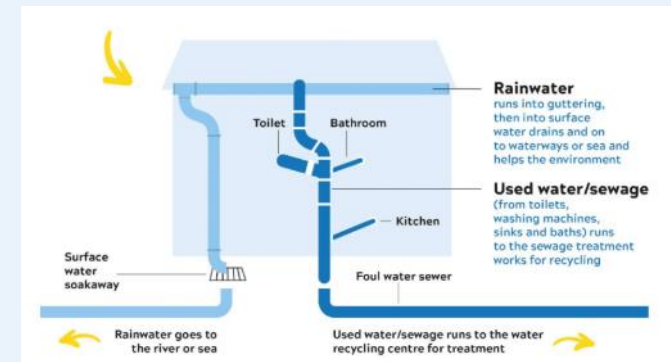 Rainwater
runs into guttering,
then into surface
water drains and on
to waterways or sea and
helps the environment
Toilet
Bathroom
Used water/sewage
(from toilets,
washing machines,
sinks and baths) runs
to the sewage treatment
works for recycling
Kitchen
Surface
water
soakaway
Foul water sewer
Rainwater goes to
the river or sea
Used water/sewage runs to the water
recycling centre for treatment